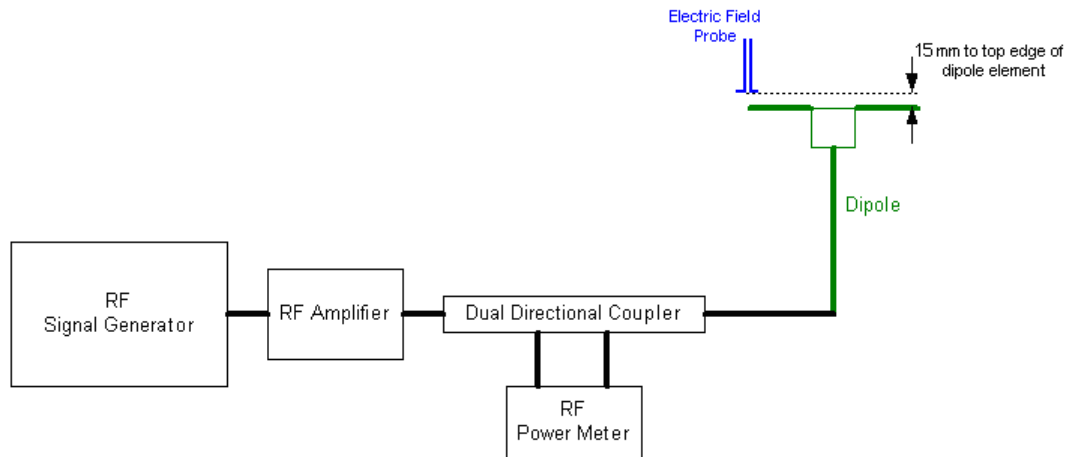 Electric Field
Probe
15 mm to top edge of
dipole element
Dipole
RF
Signal Generator
RF Amplifier
Dual Directional Coupler
RF
Power Meter